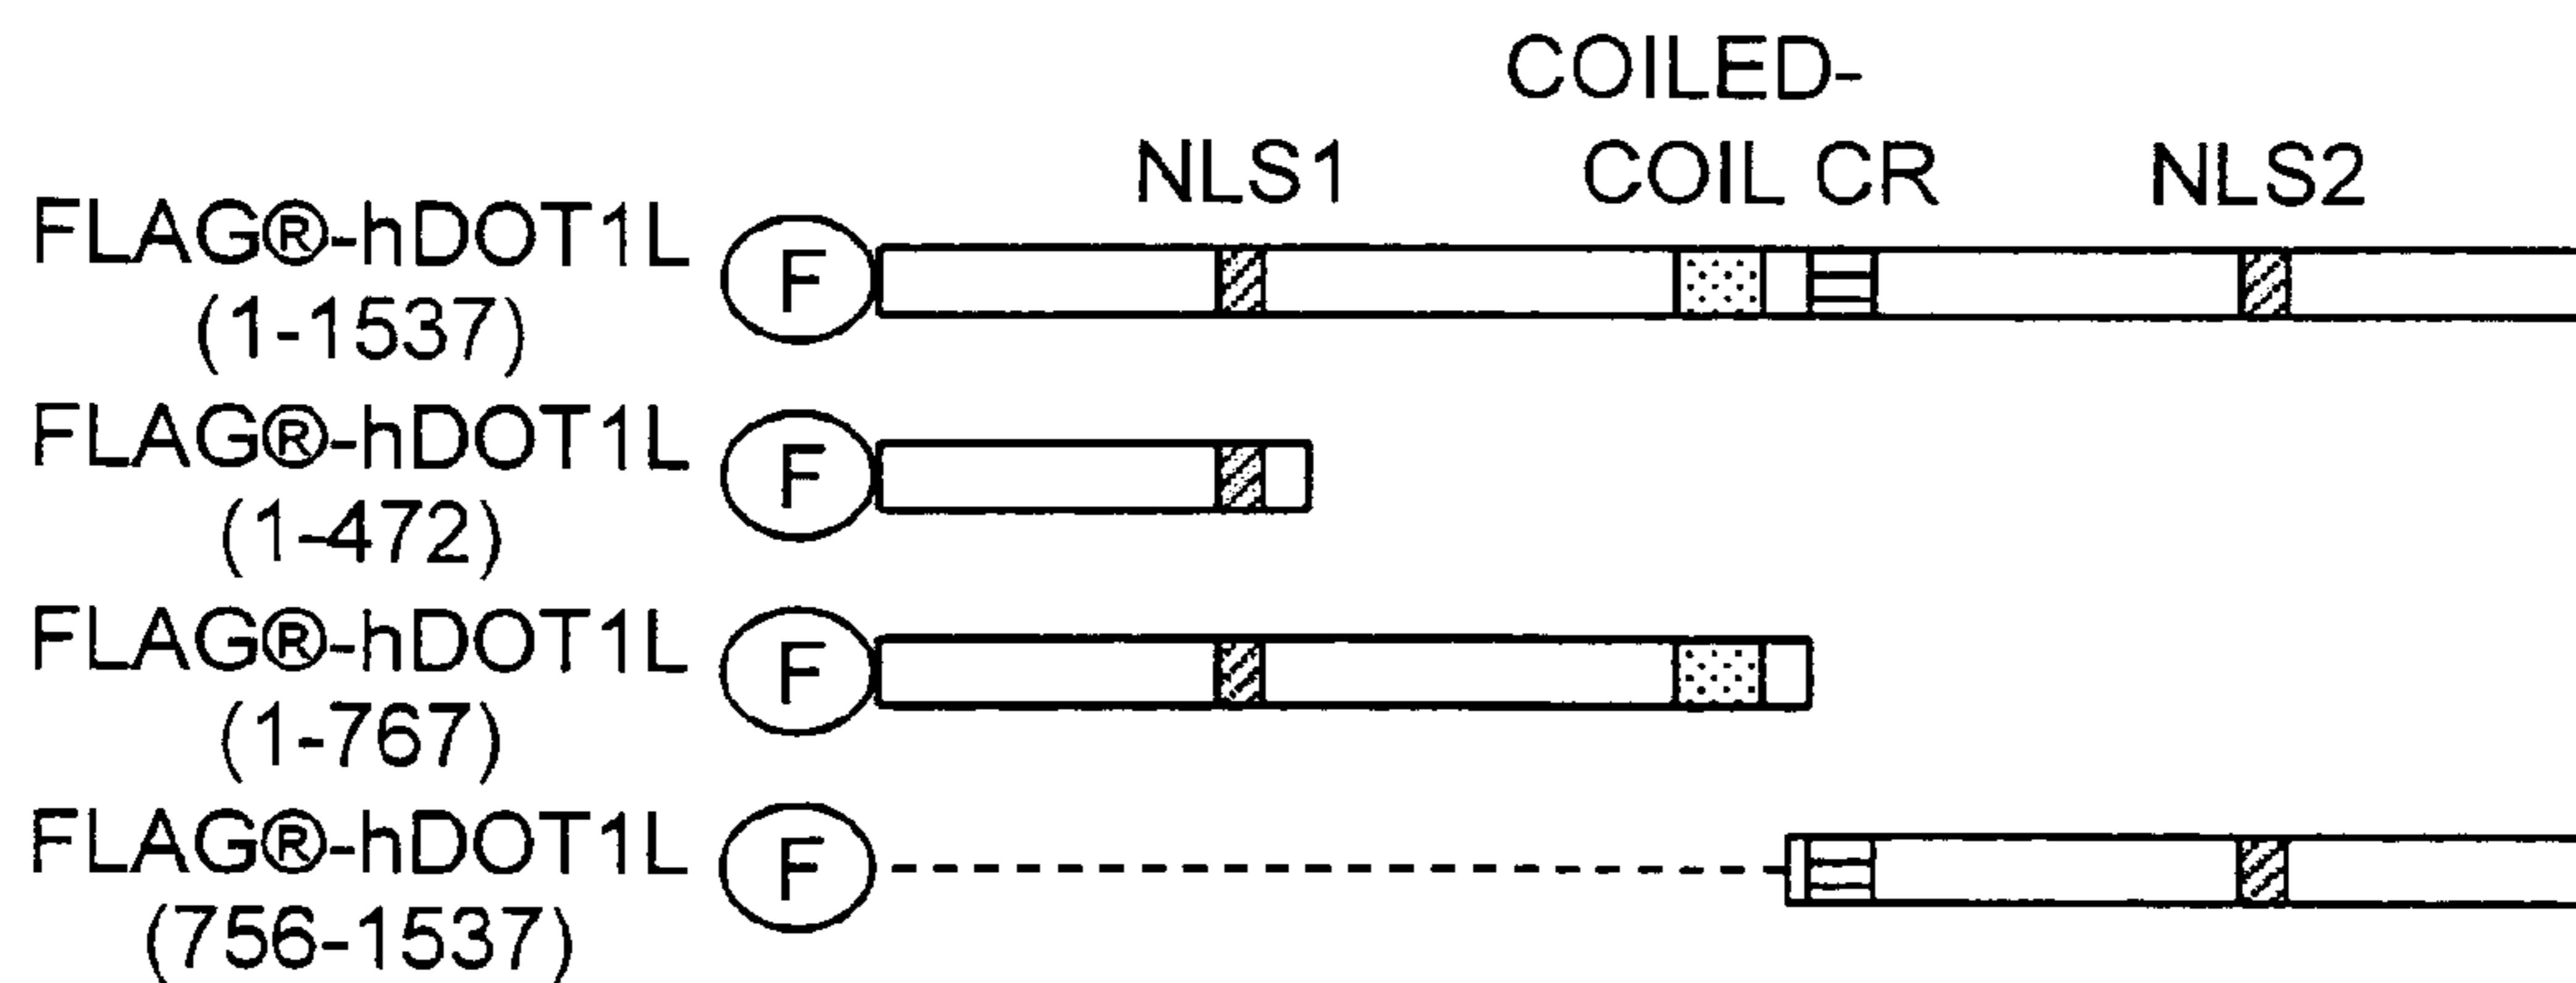 COILED-
NLS1 COIL CR NLS2
FLAG®-hDOT1L F
(1-1537)
FLAG®-hDOT1L F
(1-472)
FLAG®-hDOT1L F
(1-767)
FLAG®-hDOT1L F
(756-1537)